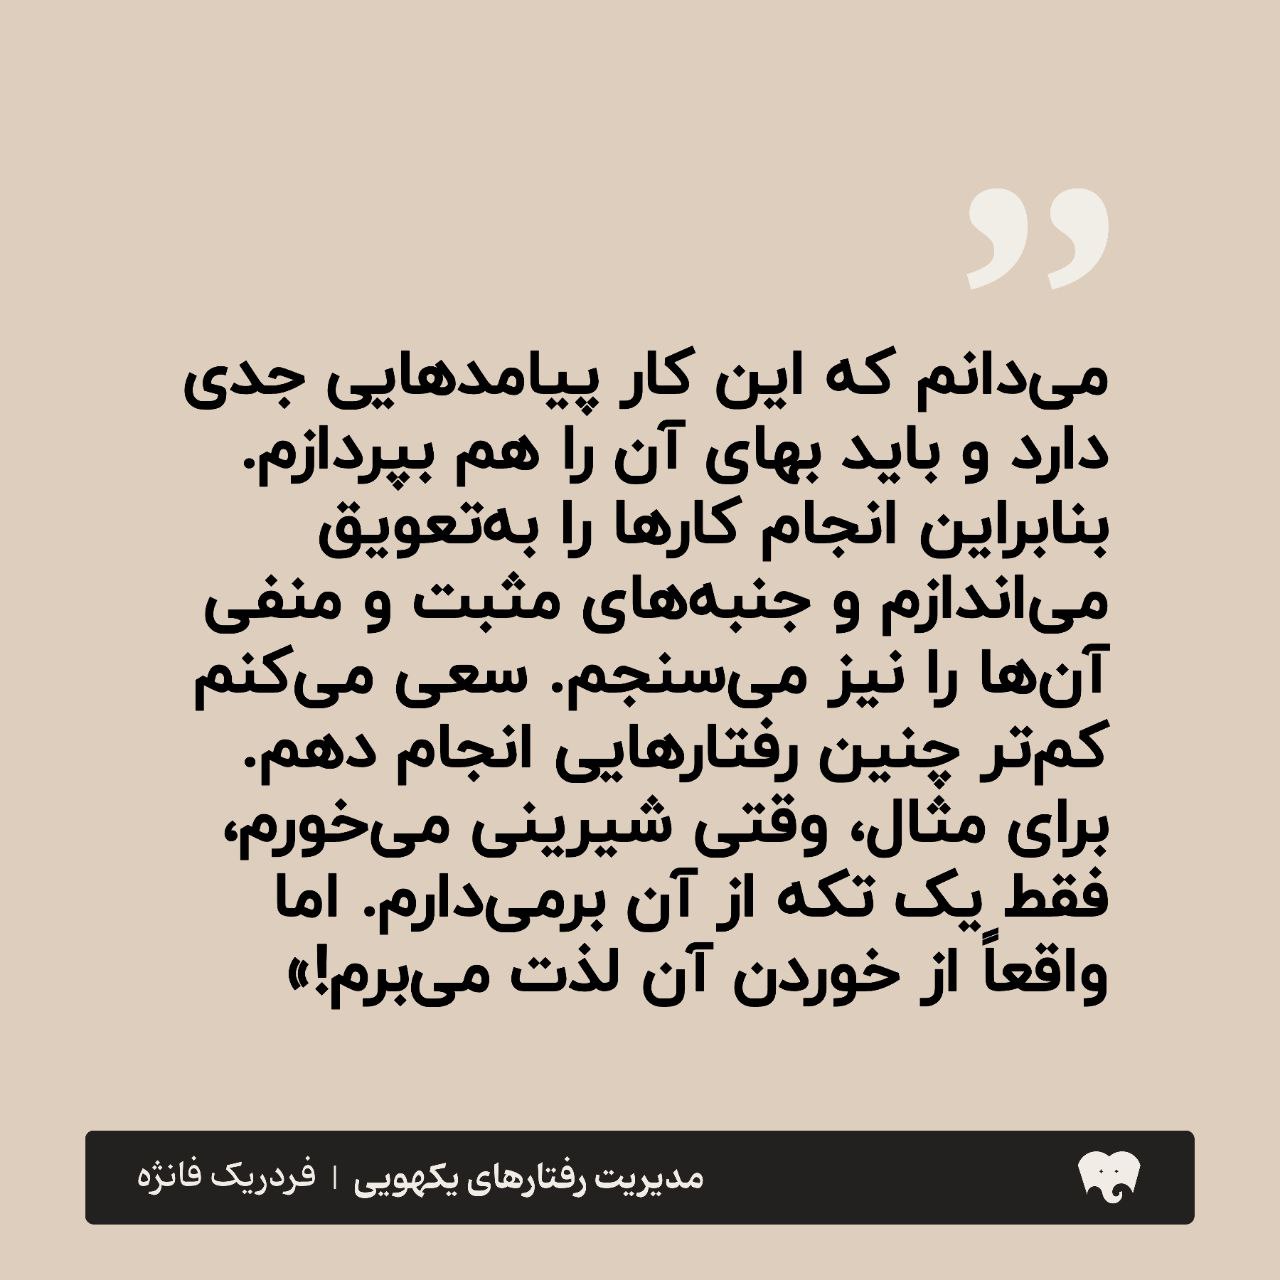 ”
می‌دانم که این کار پیامدهایی جدی
دارد و باید بهای آن را هم بپردازم.
بنابراین انجام کارها را به‌تعویق
می‌اندازم و جنبه‌های مثبت و منفی
آن‌ها را نیز می‌سنجم. سعی می‌کنم
کم‌تر چنین رفتارهایی انجام دهم.
برای مثال، وقتی شیرینی می‌خورم،
فقط یک تکه از آن برمی‌دارم. اما
واقعاً از خوردن آن لذت می‌برم!»
مدیریت رفتارهای یکهویی | فردریک فانژه